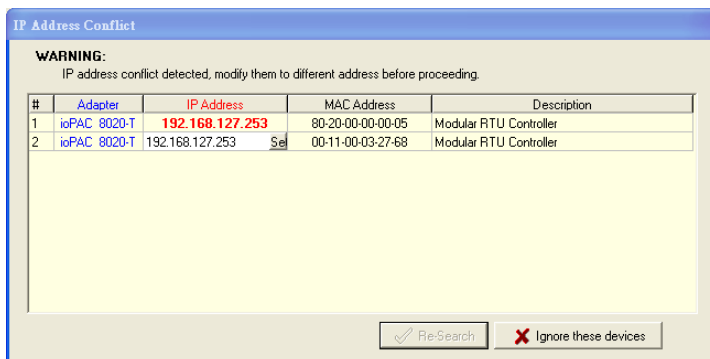 IP Address Conflict
WARNING:
IP address conflict detected, modify them to different address before proceeding.
# Adapter IP Address MAC Address Description
1 ioPAC 8020-T 192.168.127.253 80-20-00-00-00-05 Modular RTU Controller
2 ioPAC 8020-T 192.168.127.253 Sel 00-11-00-03-27-68 Modular RTU Controller
Re-Search Ignore these devices